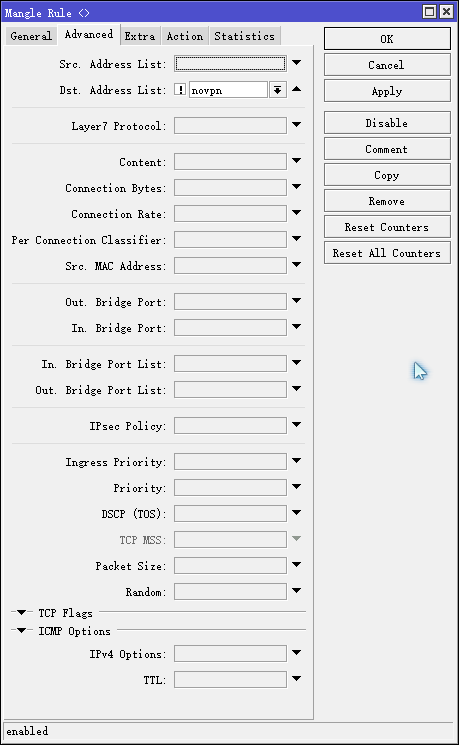 Mangle Rule <>
General Advanced Extra Action Statistics
Src. Address List:
Dst. Address List: ! novpn
Layer7 Protocol:
Content:
Connection Bytes:
Connection Rate:
Per Connection Classifier:
Src. MAC Address:
Out. Bridge Port:
In. Bridge Port:
In. Bridge Port List:
Out. Bridge Port List:
IPsec Policy:
Ingress Priority:
Priority:
DSCP (TOS):
TCP MSS:
Packet Size:
Random:
TCP Flags
ICMP Options
IPv4 Options:
TTL:
OK
Cancel
Apply
Disable
Comment
Copy
Remove
Reset Counters
Reset All Counters
enabled